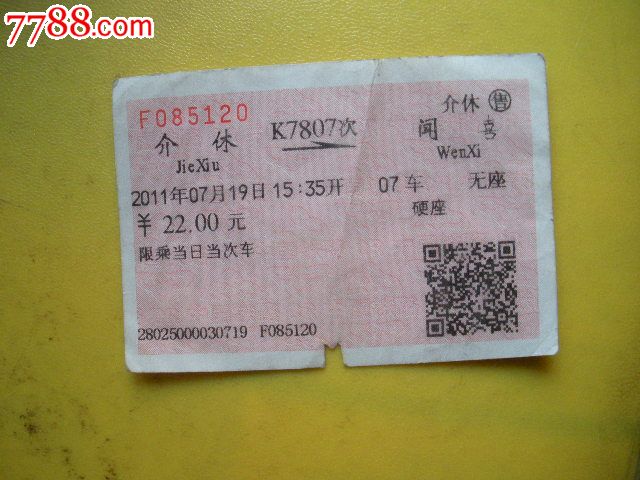 7788.com
F085120
介休 售
介休 K7807次 闻喜
JieXiu WenXi
2011年07月19日 15:35开 07车 无座
¥ 22.00 元 硬座
限乘当日当次车
28025000030719 F085120